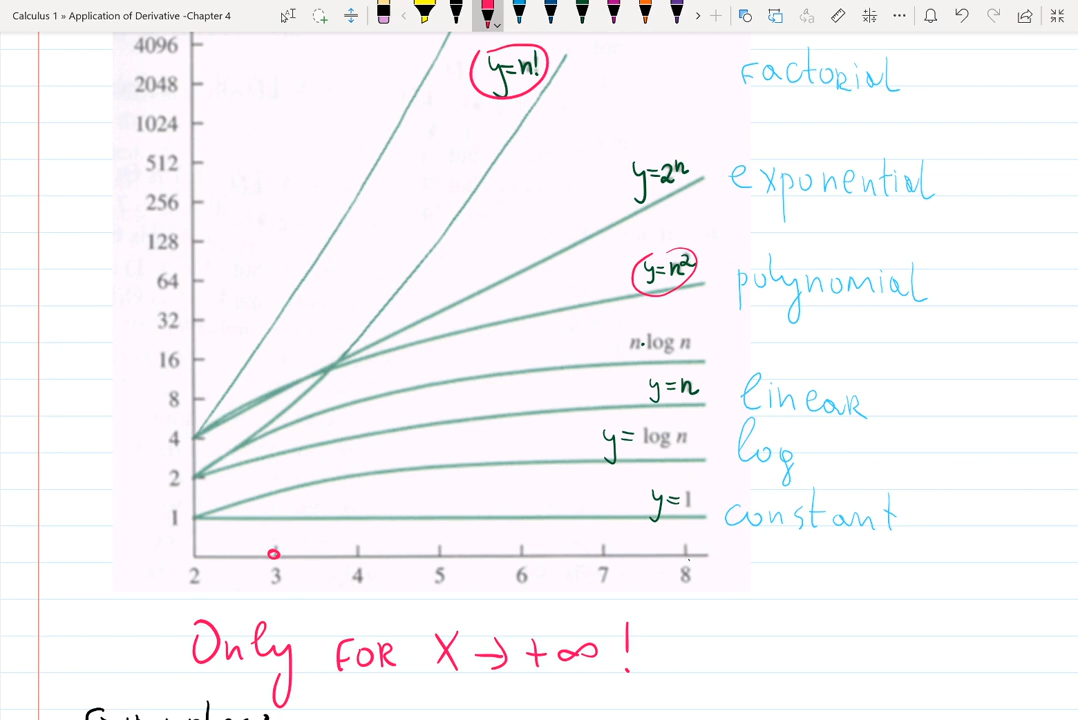 Calculus 1 » Application of Derivative -Chapter 4
4096
y=n!
Factorial
2048
1024
512
y=2ⁿ
exponential
256
128
y=n²
polynomial
64
32
n·log n
16
y=n
linear
8
y= log n
log
4
2
y=1
constant
1
2 3 4 5 6 7 8
Only FOR X → +∞ !